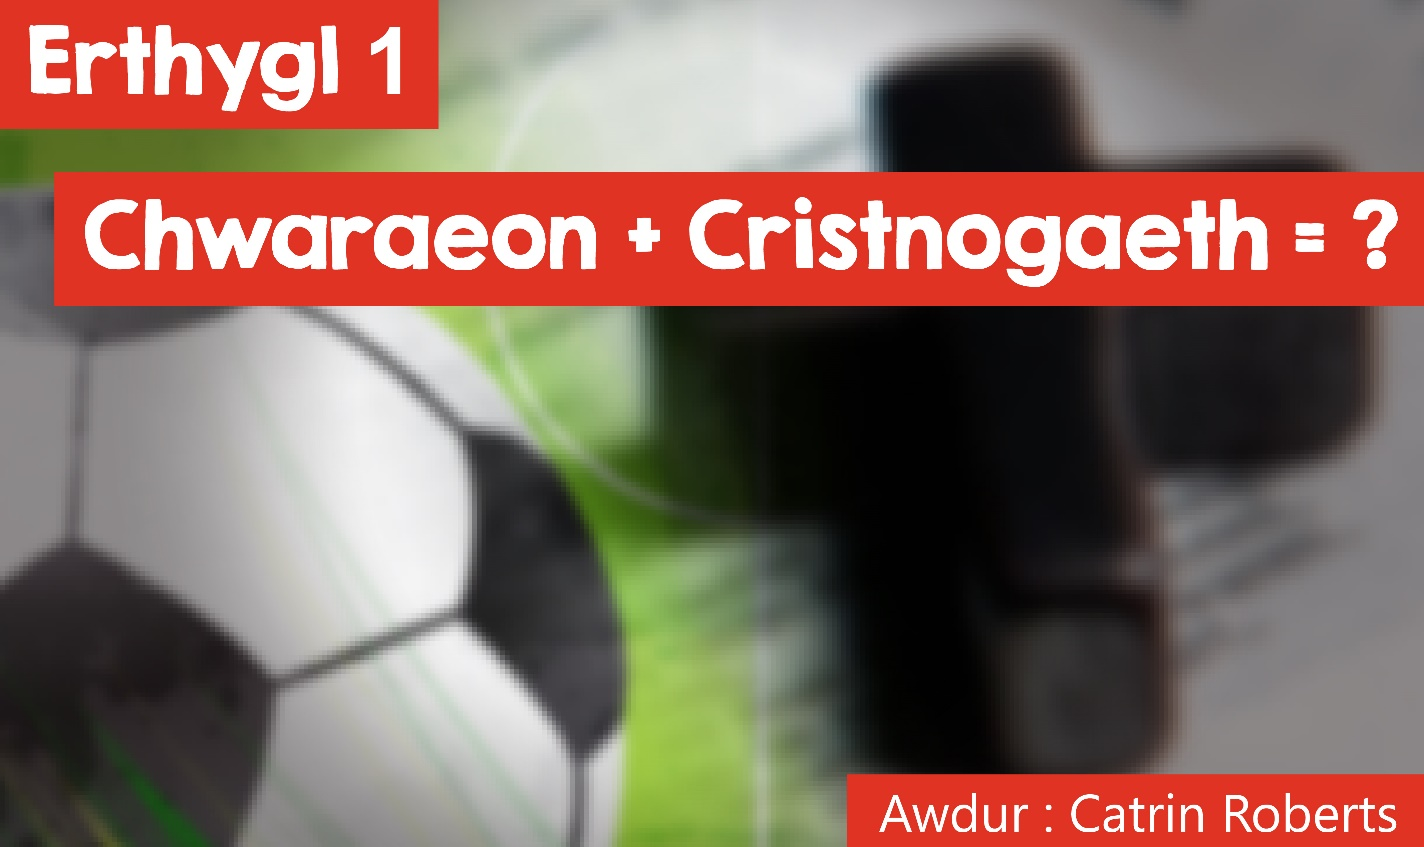 Erthygl 1
Chwaraeon + Cristnogaeth = ?
Awdur : Catrin Roberts